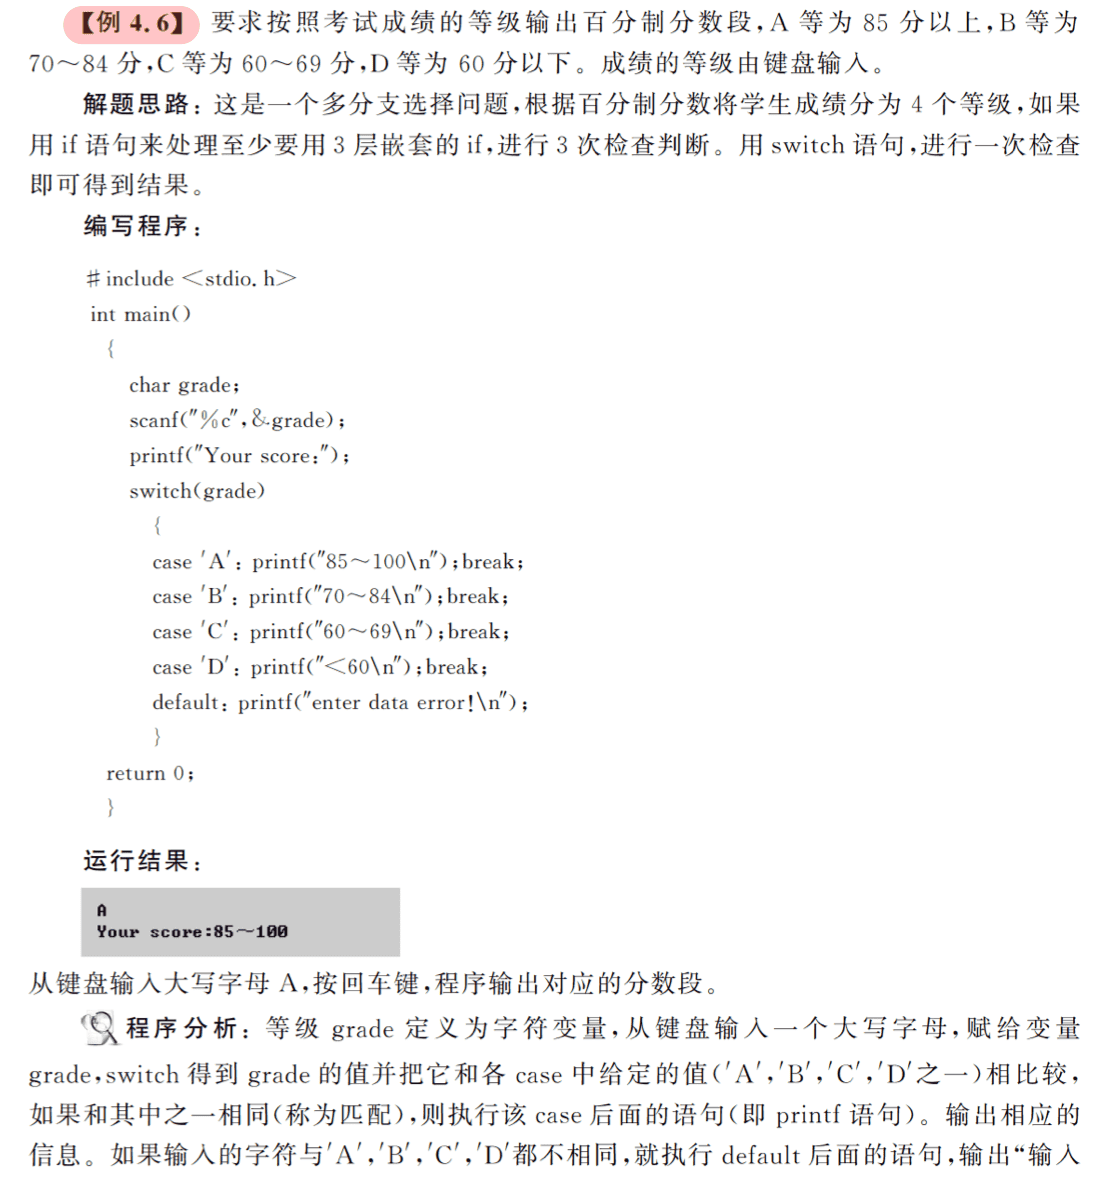 【例 4.6】 要求按照考试成绩的等级输出百分制分数段,A 等为 85 分以上,B 等为
70～84 分,C 等为 60～69 分,D 等为 60 分以下。成绩的等级由键盘输入。
解题思路：这是一个多分支选择问题,根据百分制分数将学生成绩分为 4 个等级,如果
用 if 语句来处理至少要用 3 层嵌套的 if,进行 3 次检查判断。用 switch 语句,进行一次检查
即可得到结果。
编写程序：
#include <stdio.h>
int main()
{
char grade;
scanf("%c",&grade);
printf("Your score:");
switch(grade)
{
case 'A': printf("85～100\n");break;
case 'B': printf("70～84\n");break;
case 'C': printf("60～69\n");break;
case 'D': printf("<60\n");break;
default: printf("enter data error!\n");
}
return 0;
}
运行结果：
A
Your score:85～100
从键盘输入大写字母 A,按回车键,程序输出对应的分数段。
程序分析：等级 grade 定义为字符变量,从键盘输入一个大写字母,赋给变量
grade,switch 得到 grade 的值并把它和各 case 中给定的值('A','B','C','D'之一)相比较,
如果和其中之一相同(称为匹配),则执行该 case 后面的语句(即 printf 语句)。输出相应的
信息。如果输入的字符与'A','B','C','D'都不相同,就执行 default 后面的语句,输出“输入